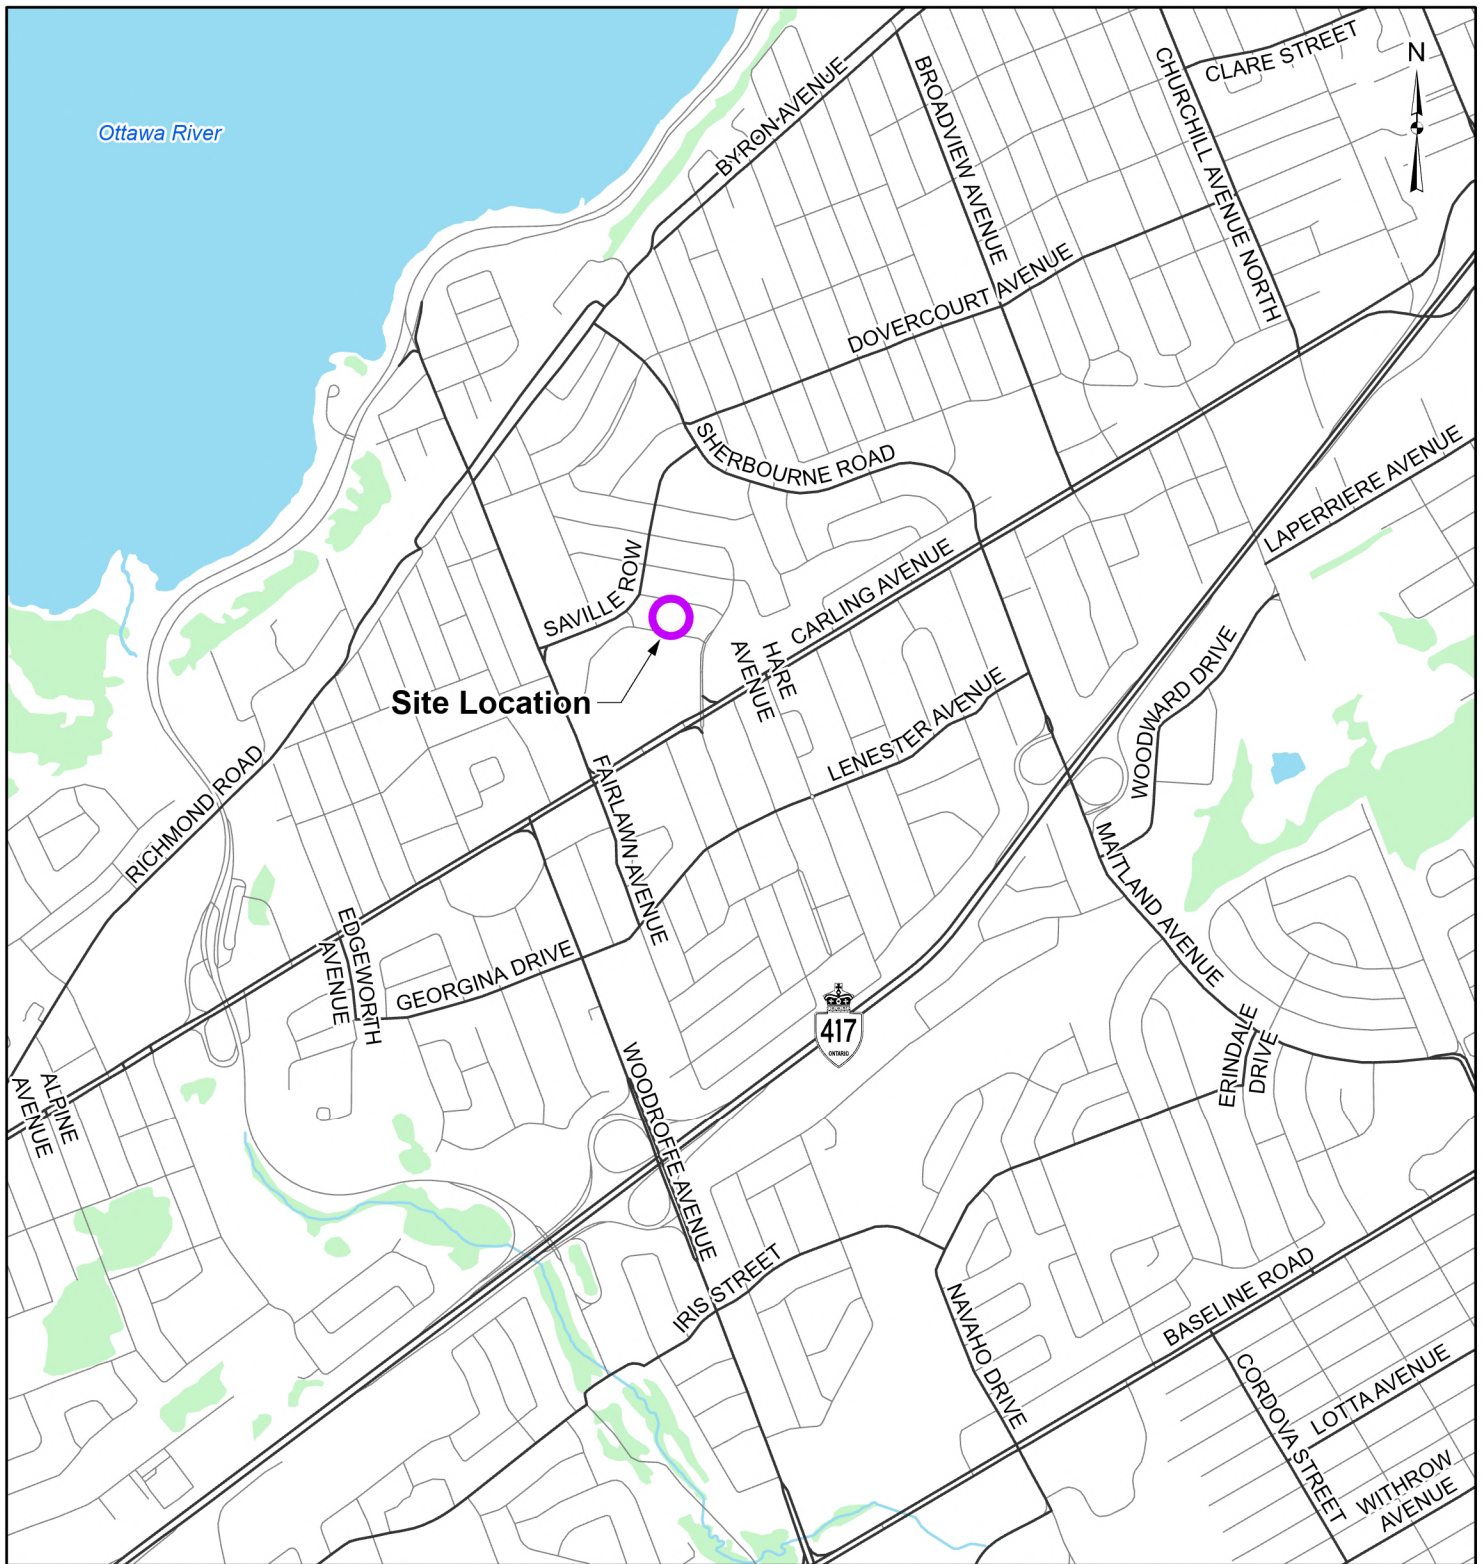 CLARE STREET
N
BYRON AVENUE
BROADVIEW AVENUE
CHURCHILL AVENUE NORTH
Ottawa River
DOVERCOURT AVENUE
SHERBOURNE ROAD
LAPERRIERE AVENUE
SAVILLE ROW
CARLING AVENUE
HARE
AVENUE
WOODWARD DRIVE
Site Location
LENESTER AVENUE
RICHMOND ROAD
FAIRLAWN AVENUE
MAITLAND AVENUE
EDGEWORTH
AVENUE
GEORGINA DRIVE
417
ONTARIO
ERINDALE
DRIVE
ALPINE
AVENUE
WOODROFFE AVENUE
IRIS STREET
NAVAHO DRIVE
BASELINE ROAD
CORDOVA STREET
LOTTA AVENUE
WITHROW
AVENUE